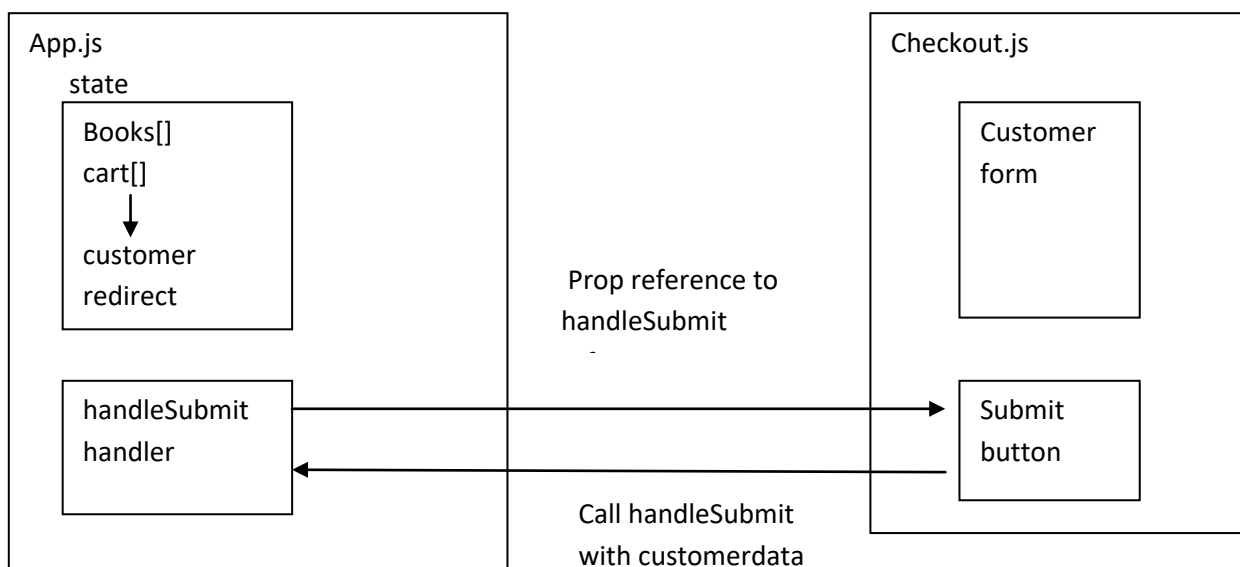 App.js
state
Books[]
cart[]
customer
redirect
handleSubmit
handler
Prop reference to
handleSubmit
Call handleSubmit
with customerdata
Checkout.js
Customer
form
Submit
button